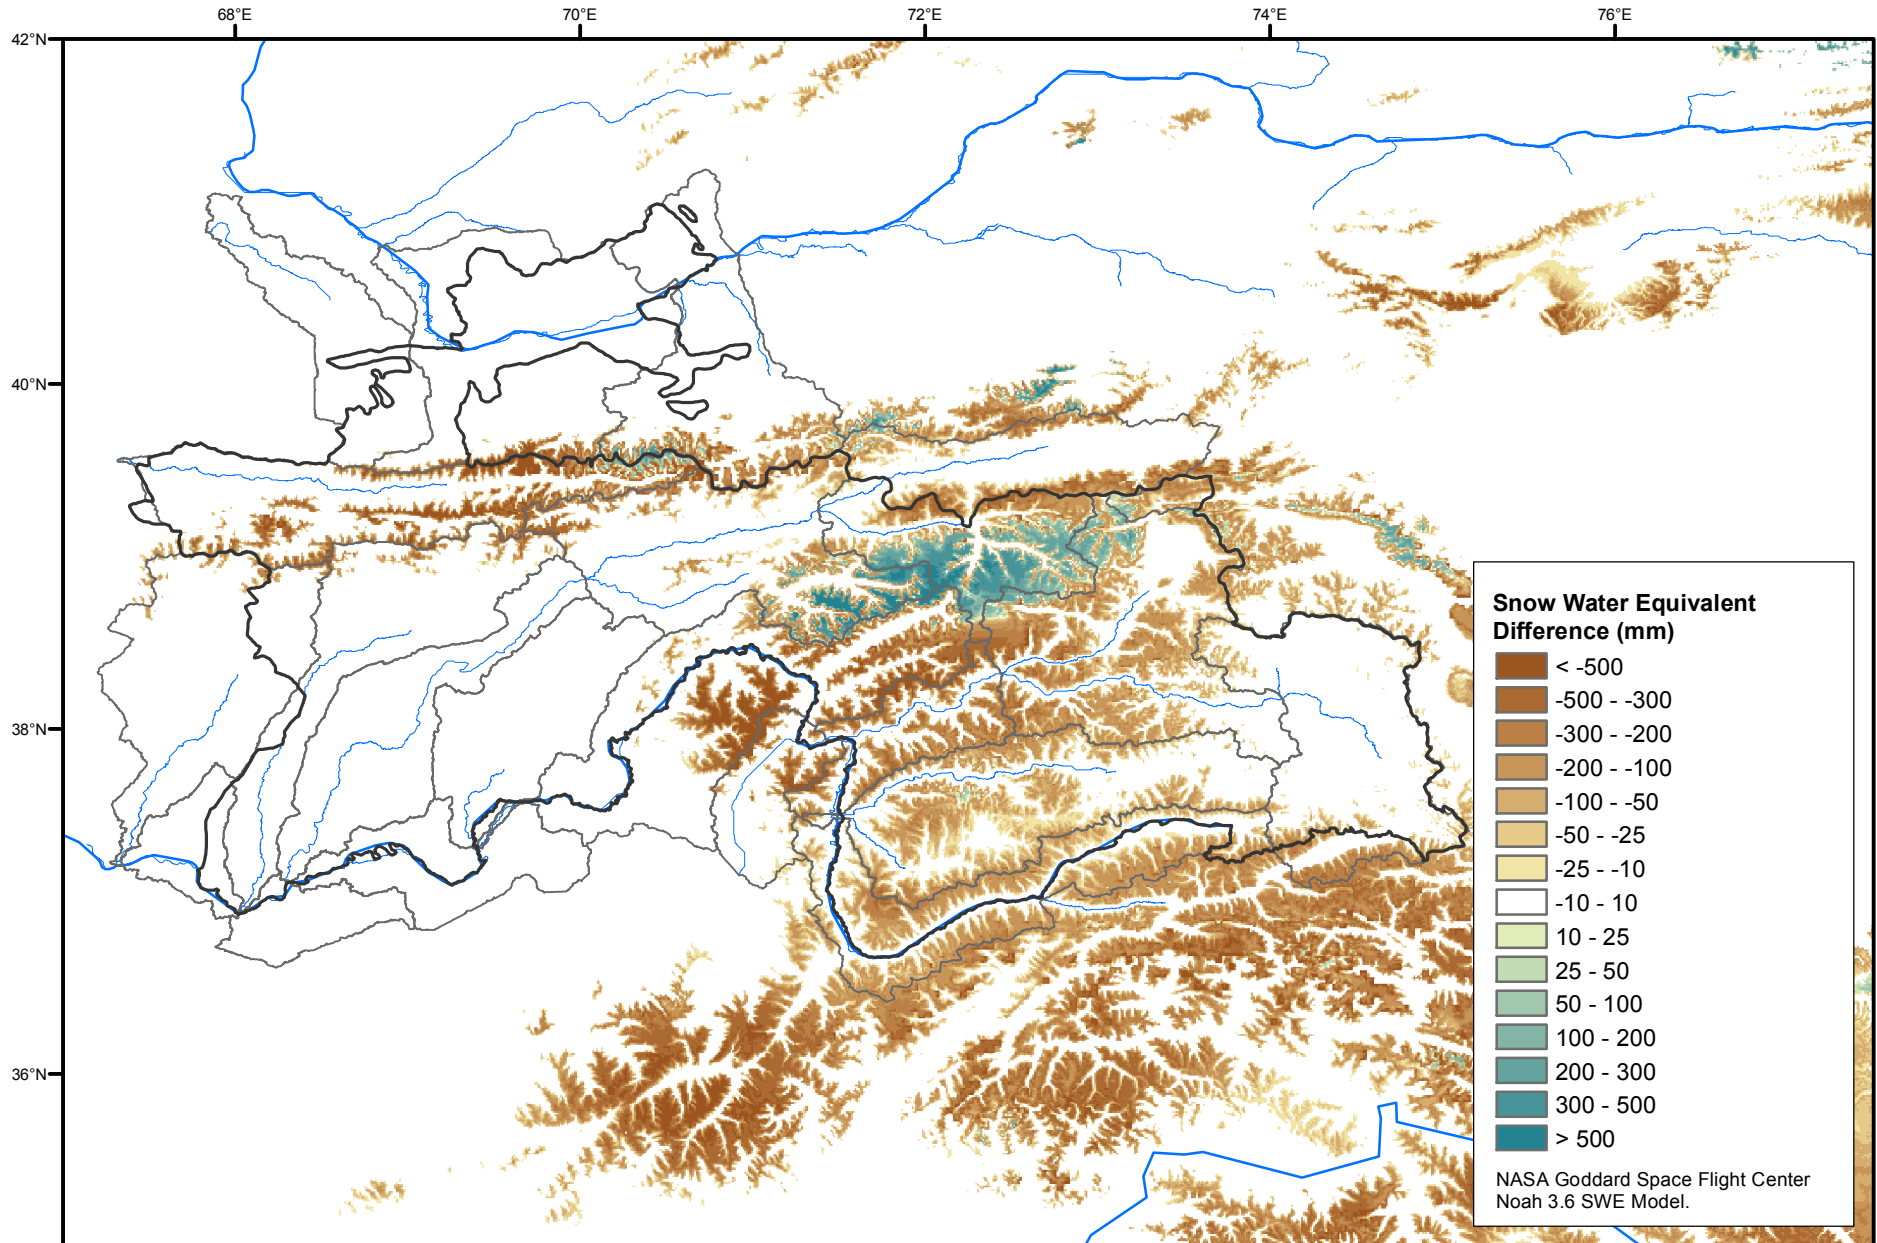 68°E 70°E 72°E 74°E 76°E
42°N
40°N
38°N
36°N
Snow Water Equivalent
Difference (mm)
< -500
-500 - -300
-300 - -200
-200 - -100
-100 - -50
-50 - -25
-25 - -10
-10 - 10
10 - 25
25 - 50
50 - 100
100 - 200
200 - 300
300 - 500
> 500
NASA Goddard Space Flight Center
Noah 3.6 SWE Model.